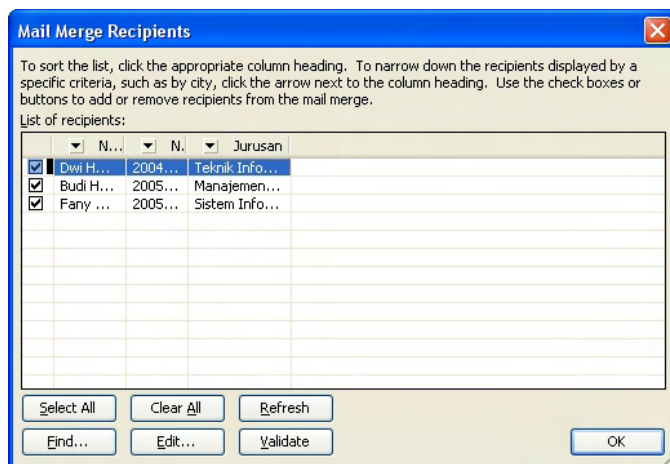 Mail Merge Recipients
To sort the list, click the appropriate column heading. To narrow down the recipients displayed by a
specific criteria, such as by city, click the arrow next to the column heading. Use the check boxes or
buttons to add or remove recipients from the mail merge.
List of recipients:
N... N. Jurusan
Dwi H... 2004... Teknik Info...
Budi H... 2005... Manajemen...
Fany ... 2005... Sistem Info...
Select All Clear All Refresh
Find... Edit... Validate OK